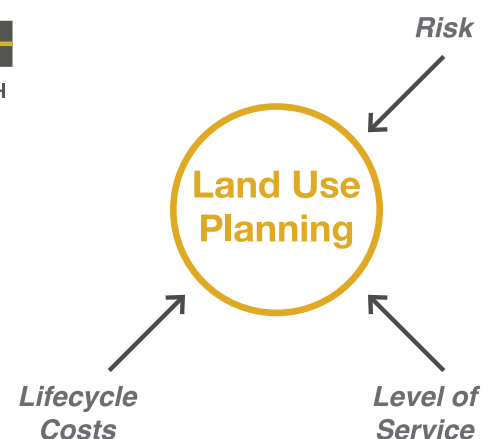 Risk
H
Land Use
Planning
Lifecycle
Costs
Level of
Service